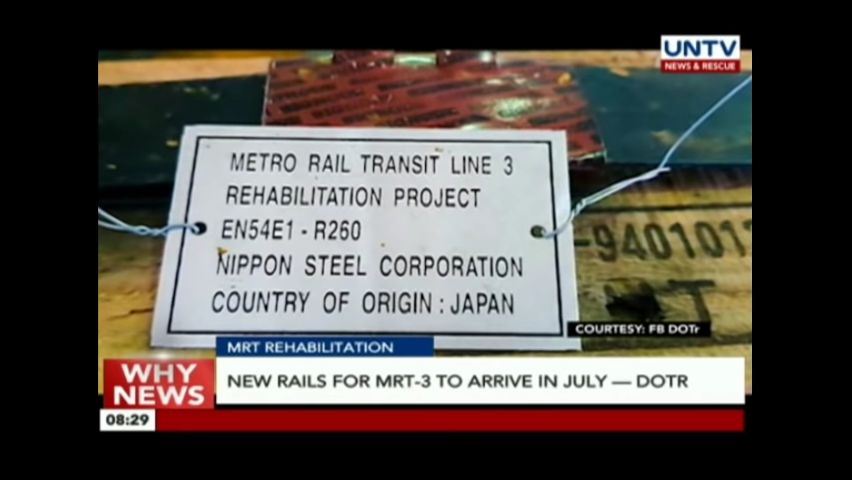 UNTV
NEWS & RESCUE
METRO RAIL TRANSIT LINE 3
REHABILITATION PROJECT
EN54E1 - R260
NIPPON STEEL CORPORATION
COUNTRY OF ORIGIN : JAPAN
COURTESY: FB DOTr
MRT REHABILITATION
WHY
NEWS
NEW RAILS FOR MRT-3 TO ARRIVE IN JULY — DOTR
08:29